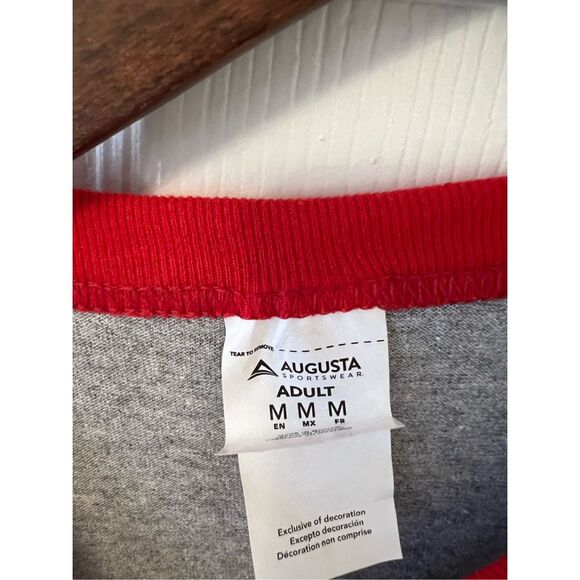 TEAR TO REMOVE
AUGUSTA
SPORTSWEAR
ADULT
M M M
EN MX FR
Exclusive of decoration
Excepto decoración
Décoration non comprise